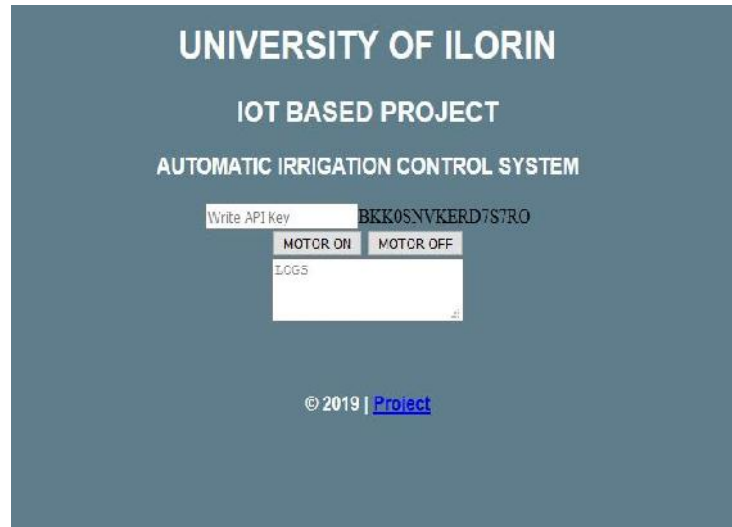 UNIVERSITY OF ILORIN
IOT BASED PROJECT
AUTOMATIC IRRIGATION CONTROL SYSTEM
Write API Key BKK0SNVKERD7S7RO
MOTOR ON MOTOR OFF
LOGS
© 2019 | Project